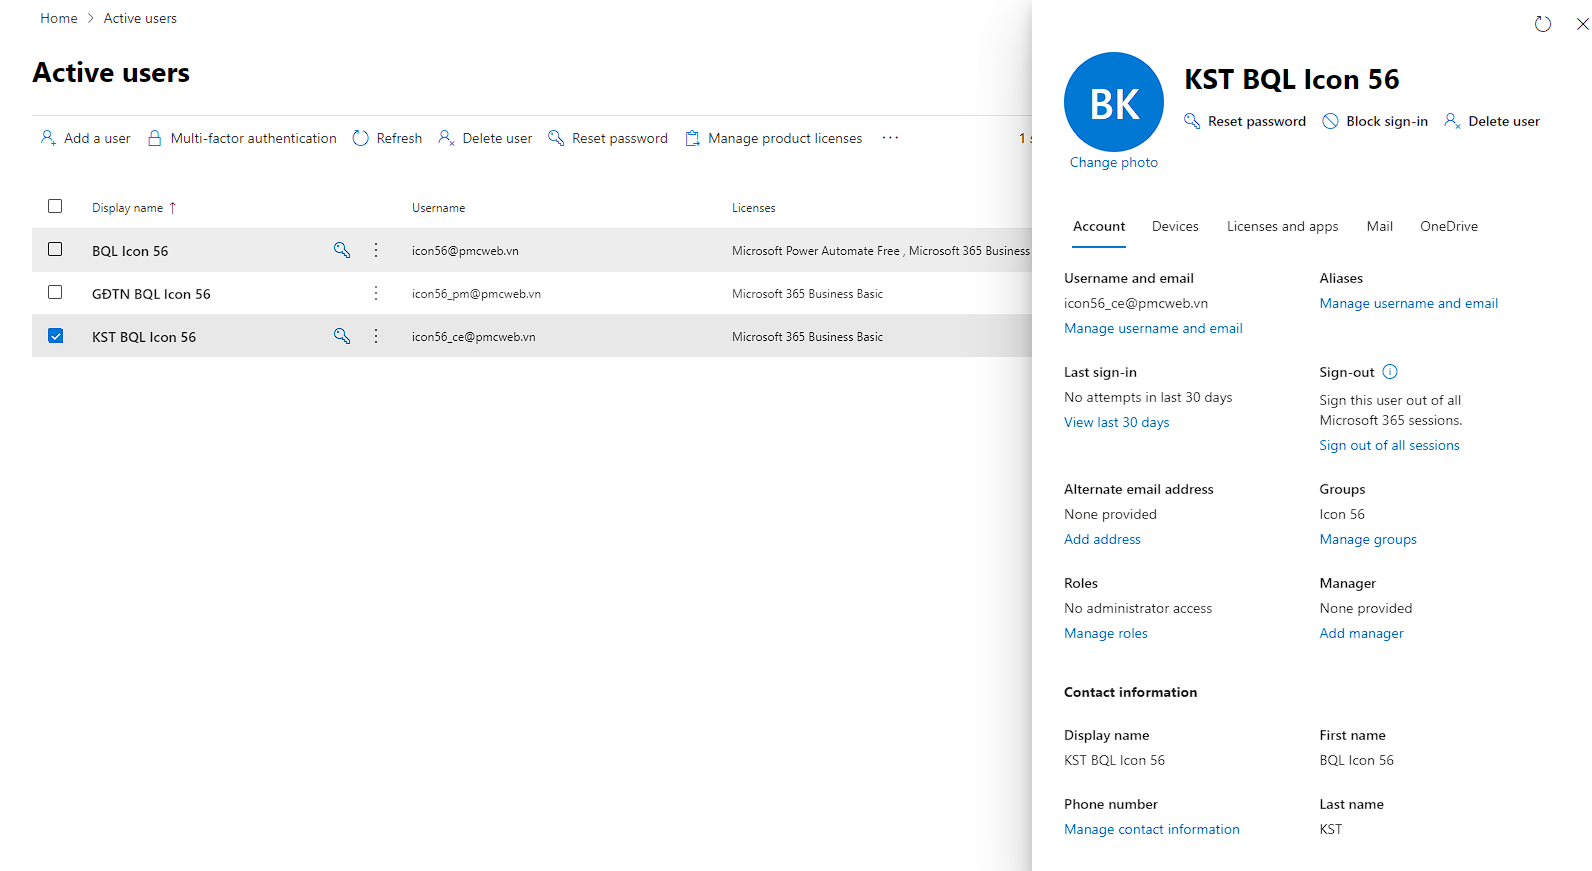 Home > Active users
Active users
Add a user Multi-factor authentication Refresh Delete user Reset password Manage product licenses ... 1
Display name ↑ Username Licenses
BQL Icon 56 icon56@pmcweb.vn Microsoft Power Automate Free , Microsoft 365 Business
GĐTN BQL Icon 56 icon56_pm@pmcweb.vn Microsoft 365 Business Basic
KST BQL Icon 56 icon56_ce@pmcweb.vn Microsoft 365 Business Basic
BK
Change photo
KST BQL Icon 56
Reset password Block sign-in Delete user
Account Devices Licenses and apps Mail OneDrive
Username and email
icon56_ce@pmcweb.vn
Manage username and email
Aliases
Manage username and email
Last sign-in
No attempts in last 30 days
View last 30 days
Sign-out
Sign this user out of all
Microsoft 365 sessions.
Sign out of all sessions
Alternate email address
None provided
Add address
Groups
Icon 56
Manage groups
Roles
No administrator access
Manage roles
Manager
None provided
Add manager
Contact information
Display name
KST BQL Icon 56
First name
BQL Icon 56
Phone number
Manage contact information
Last name
KST